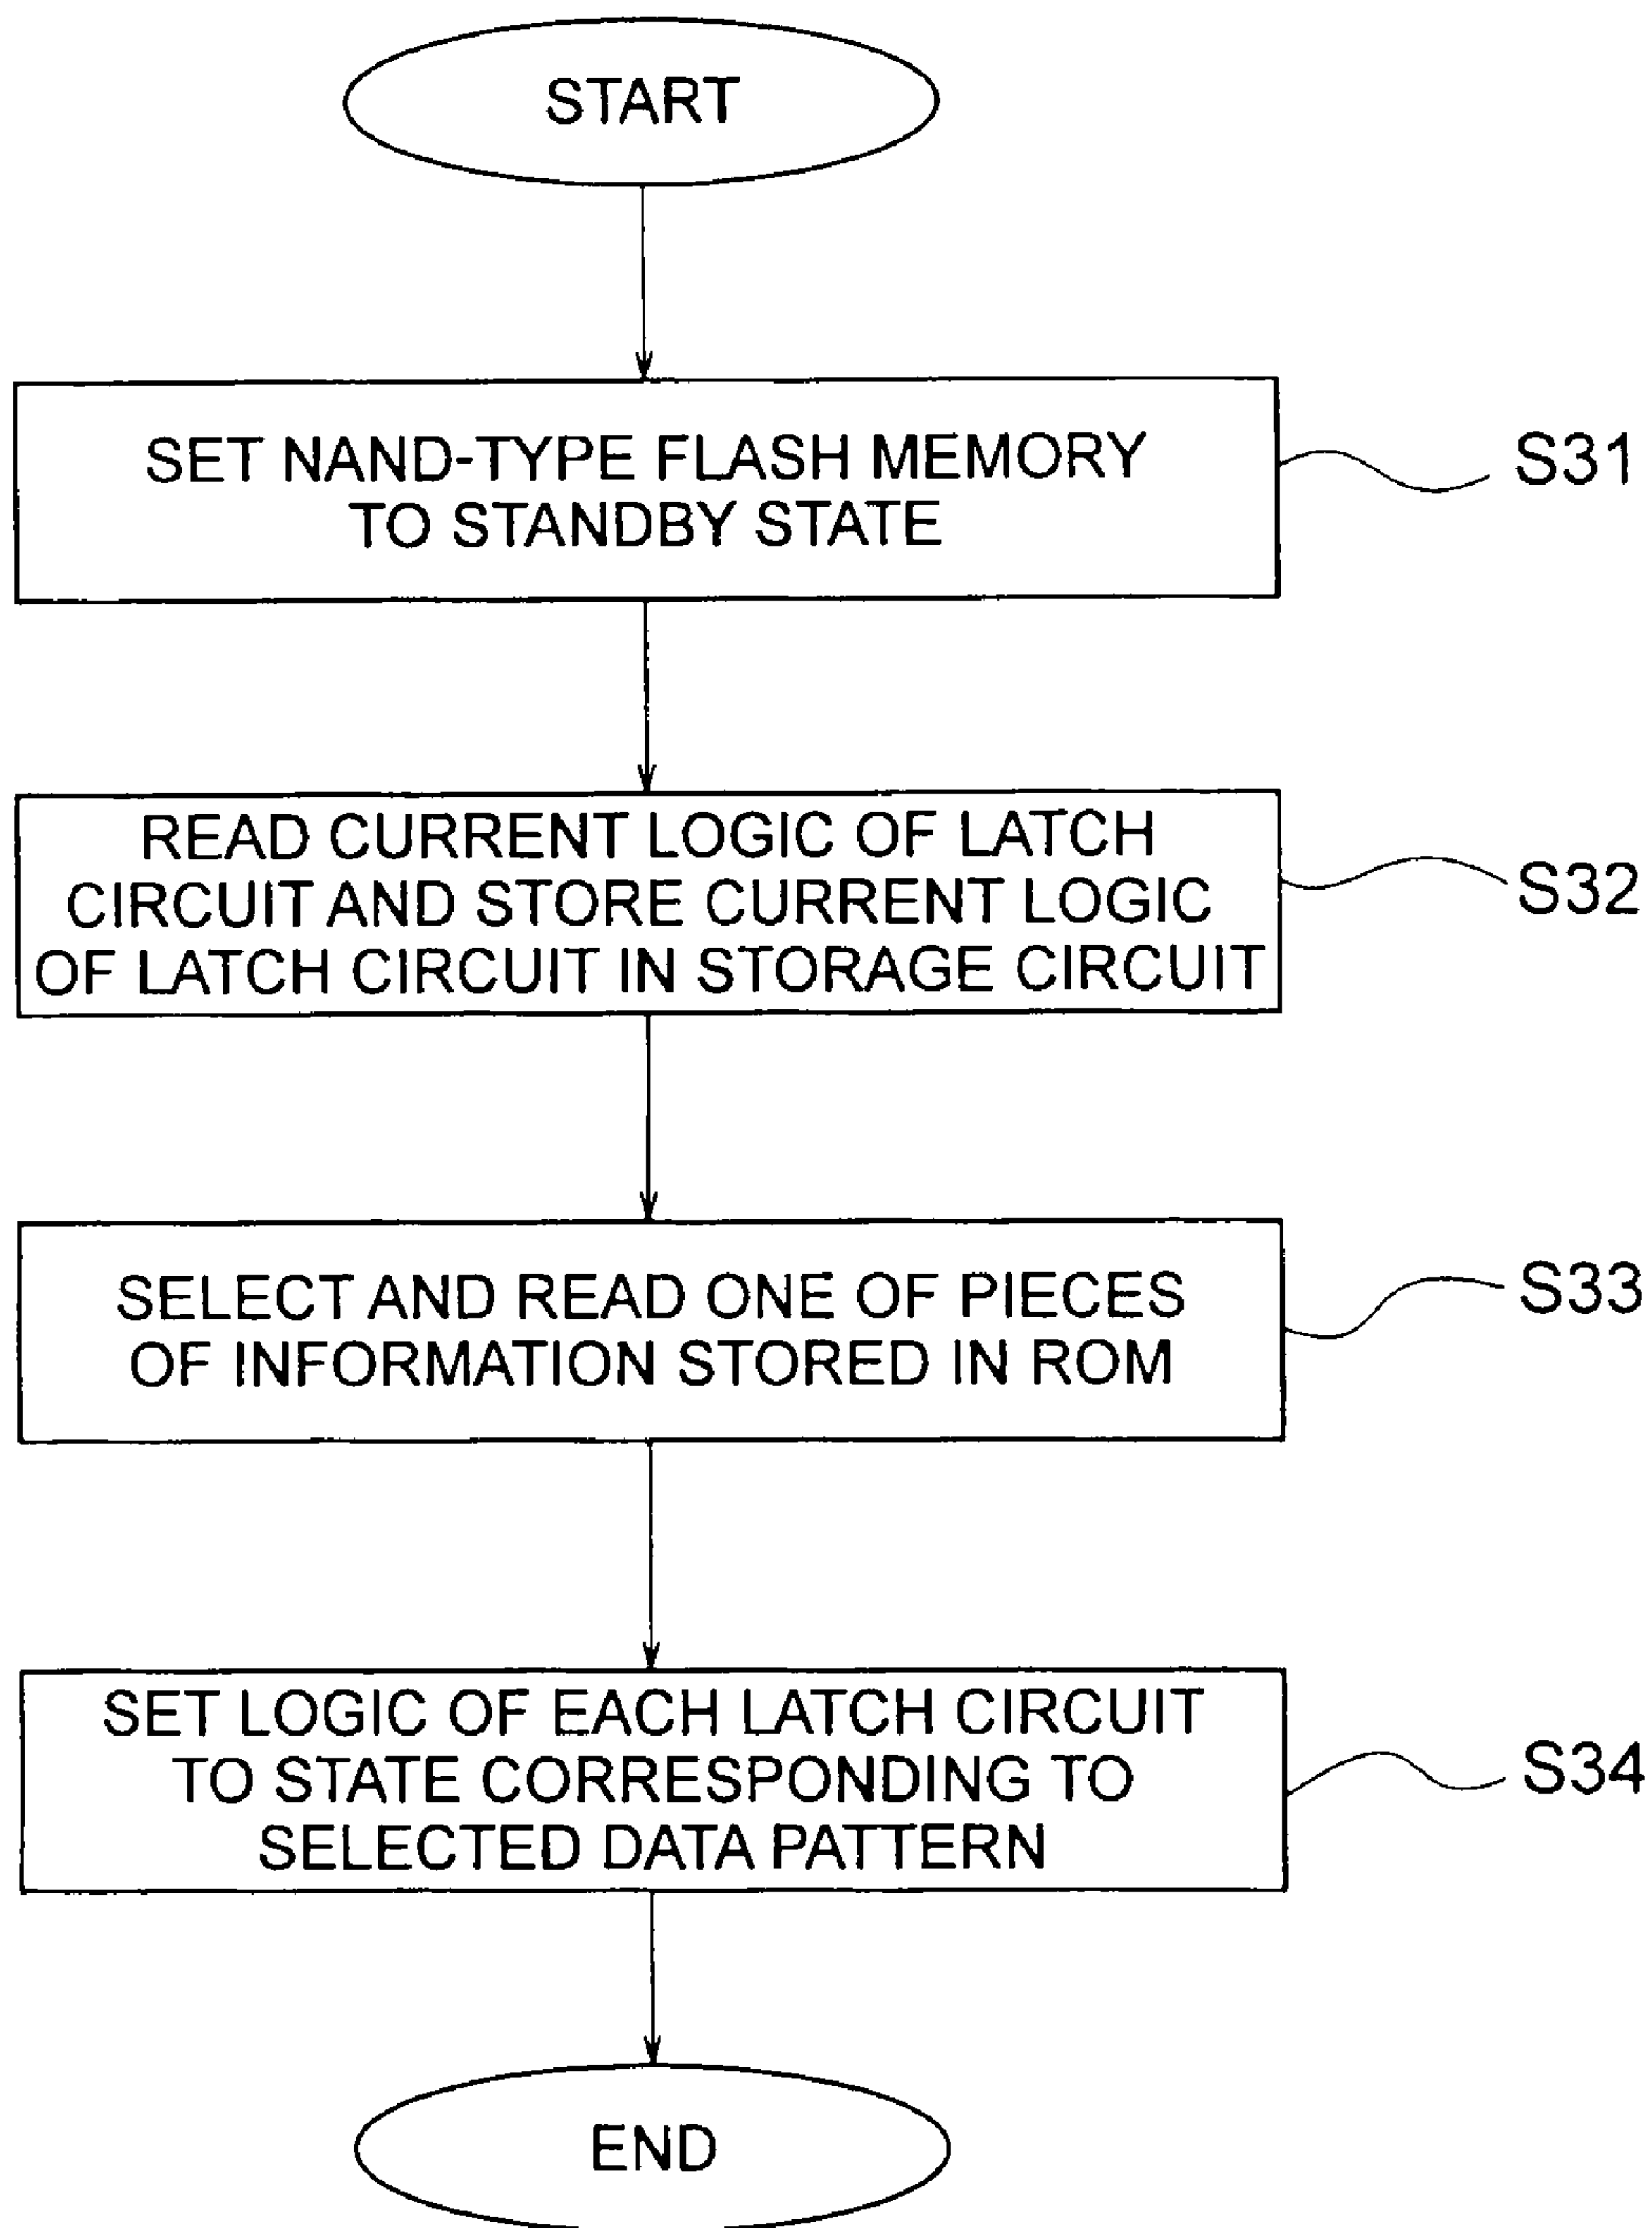 START
SET NAND-TYPE FLASH MEMORY
TO STANDBY STATE
S31
READ CURRENT LOGIC OF LATCH
CIRCUIT AND STORE CURRENT LOGIC
OF LATCH CIRCUIT IN STORAGE CIRCUIT
S32
SELECT AND READ ONE OF PIECES
OF INFORMATION STORED IN ROM
S33
SET LOGIC OF EACH LATCH CIRCUIT
TO STATE CORRESPONDING TO
SELECTED DATA PATTERN
S34
END